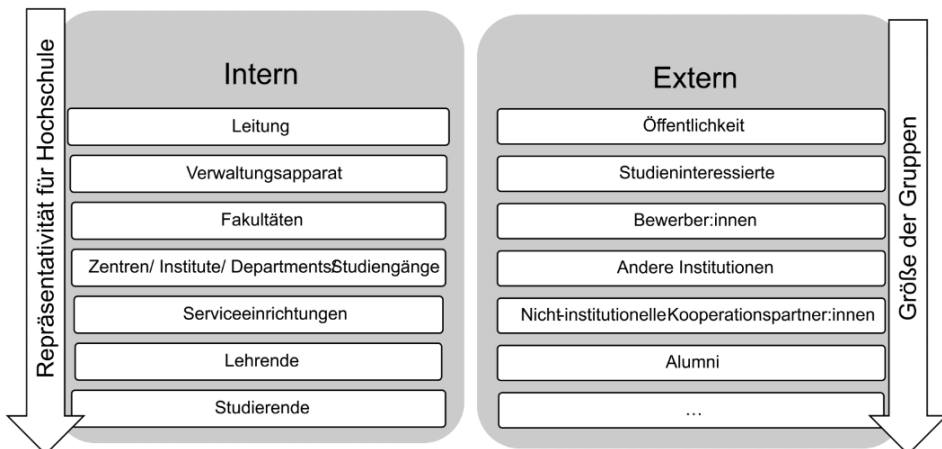 Repräsentativität für Hochschule
Intern
Leitung
Verwaltungsapparat
Fakultäten
Zentren/ Institute/ Departments/Studiengänge
Serviceeinrichtungen
Lehrende
Studierende
Extern
Öffentlichkeit
Studieninteressierte
Bewerber:innen
Andere Institutionen
Nicht-institutionelle Kooperationspartner:innen
Alumni
…
Größe der Gruppen